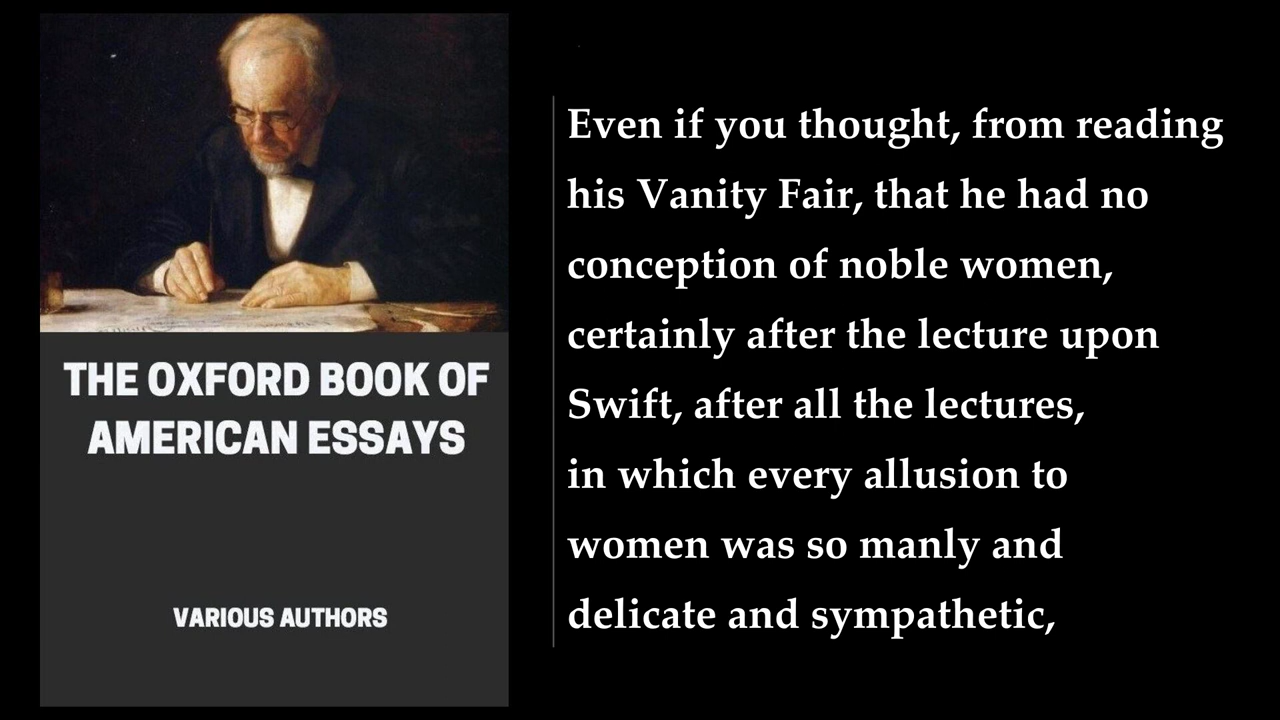 THE OXFORD BOOK OF
AMERICAN ESSAYS
VARIOUS AUTHORS
Even if you thought, from reading
his Vanity Fair, that he had no
conception of noble women,
certainly after the lecture upon
Swift, after all the lectures,
in which every allusion to
women was so manly and
delicate and sympathetic,